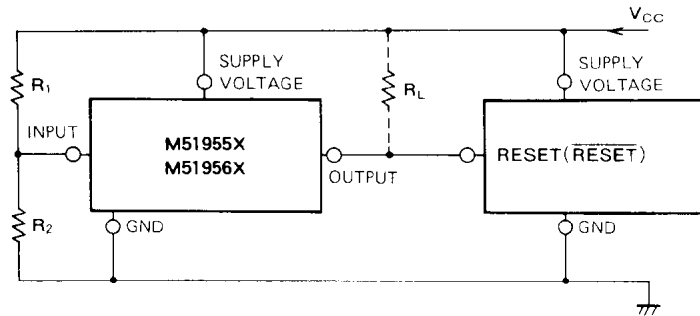 VCC
SUPPLY
VOLTAGE
SUPPLY
VOLTAGE
R1
RL
INPUT
M51955X
M51956X
OUTPUT
RESET(RESET)
R2
GND
GND